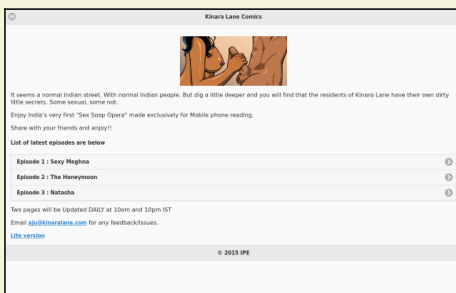 Kinara Lane Comics
It seems a normal Indian street. With normal Indian people. But dig a little deeper and you will find that the residents of Kinara Lane have their own dirty
little secrets. Some sexual, some not.
Enjoy India's very first "Sex Soap Opera" made exclusively for Mobile phone reading.
Share with your friends and enjoy!!
List of latest episodes are below
Episode 1 : Sexy Meghna
Episode 2 : The Honeymoon
Episode 3 : Natasha
Two pages will be Updated DAILY at 10am and 10pm IST
Email aju@kinaralane.com for any feedback/issues.
Lite version
© 2015 IPE